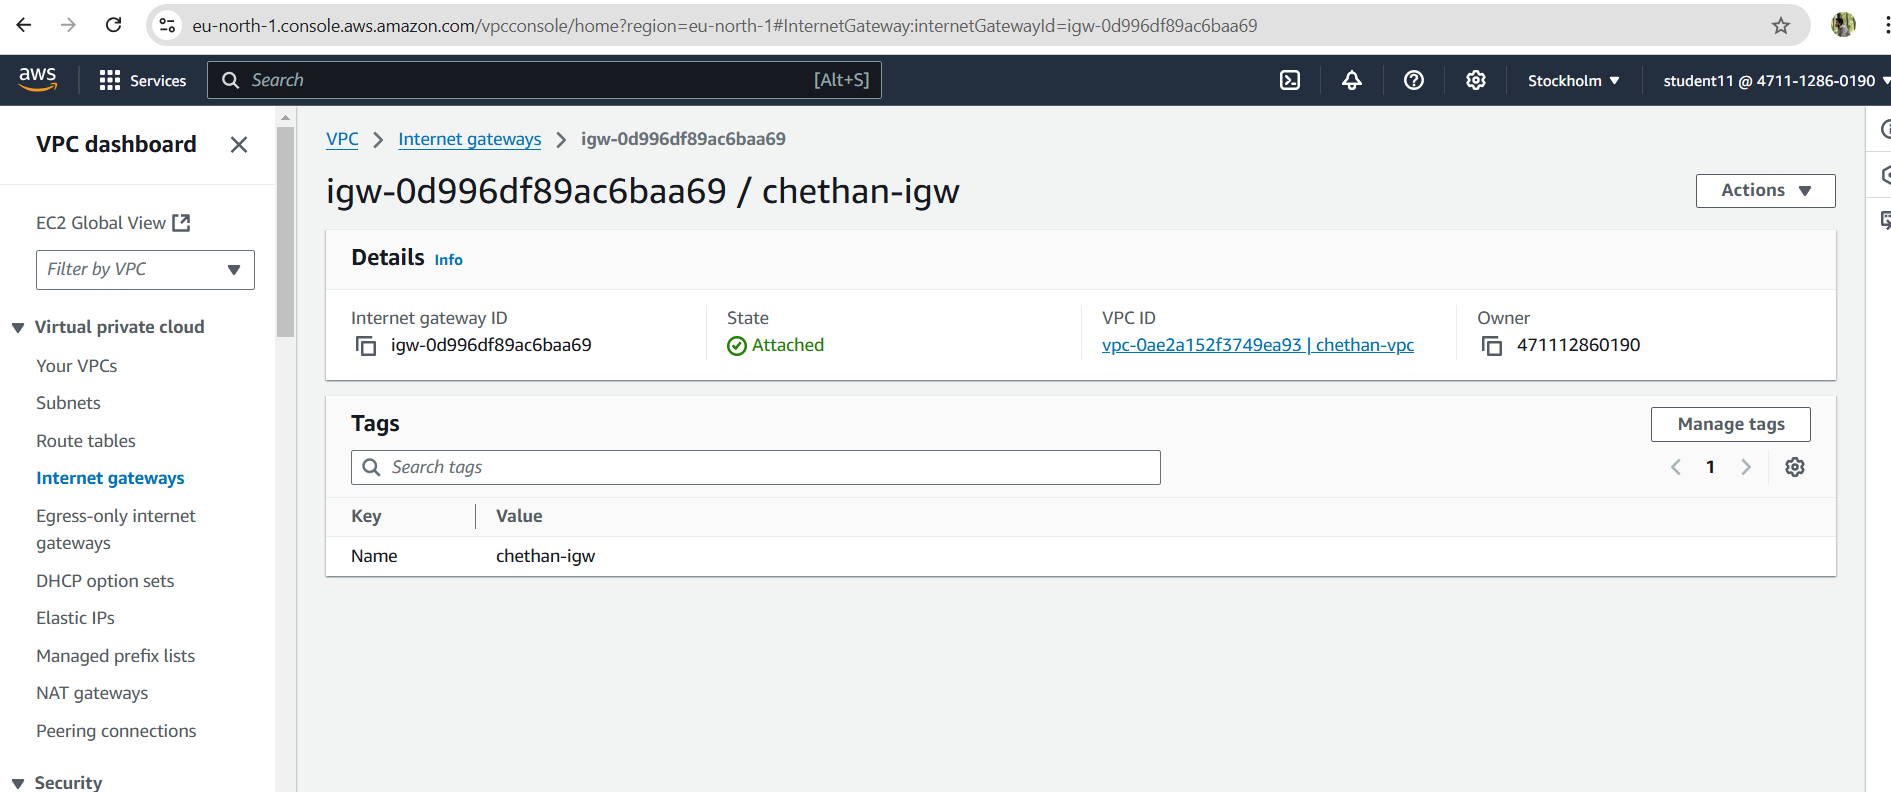 eu-north-1.console.aws.amazon.com/vpcconsole/home?region=eu-north-1#InternetGateway:internetGatewayId=igw-0d996df89ac6baa69
aws Services Search [Alt+S] Stockholm student11 @ 4711-1286-0190
VPC dashboard
EC2 Global View
Filter by VPC
Virtual private cloud
Your VPCs
Subnets
Route tables
Internet gateways
Egress-only internet
gateways
DHCP option sets
Elastic IPs
Managed prefix lists
NAT gateways
Peering connections
Security
VPC Internet gateways igw-0d996df89ac6baa69
igw-0d996df89ac6baa69 / chethan-igw
Actions
Details Info
Internet gateway ID
igw-0d996df89ac6baa69
State
Attached
VPC ID
vpc-0ae2a152f3749ea93 | chethan-vpc
Owner
471112860190
Tags
Manage tags
Search tags
1
Key Value
Name chethan-igw